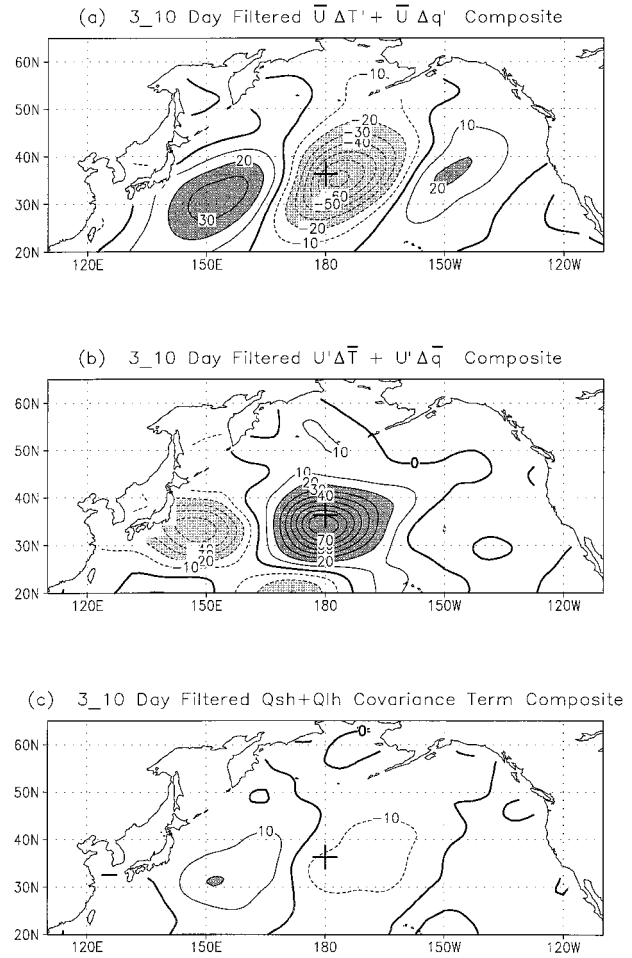 (a) 3_10 Day Filtered U̅ ΔT' + U̅ Δq' Composite
60N
50N
40N
30N
20N
-10
-20
-30
-40
10
20
20
-60
-50
30
-20
-10
120E
150E
180
150W
120W
(b) 3_10 Day Filtered U'ΔT̅ + U'Δq̅ Composite
60N
50N
40N
30N
20N
10
0
10
20
30
40
70
20
10
20
10
120E
150E
180
150W
120W
(c) 3_10 Day Filtered Qsh+Qlh Covariance Term Composite
60N
50N
40N
30N
20N
0
10
-10
120E
150E
180
150W
120W